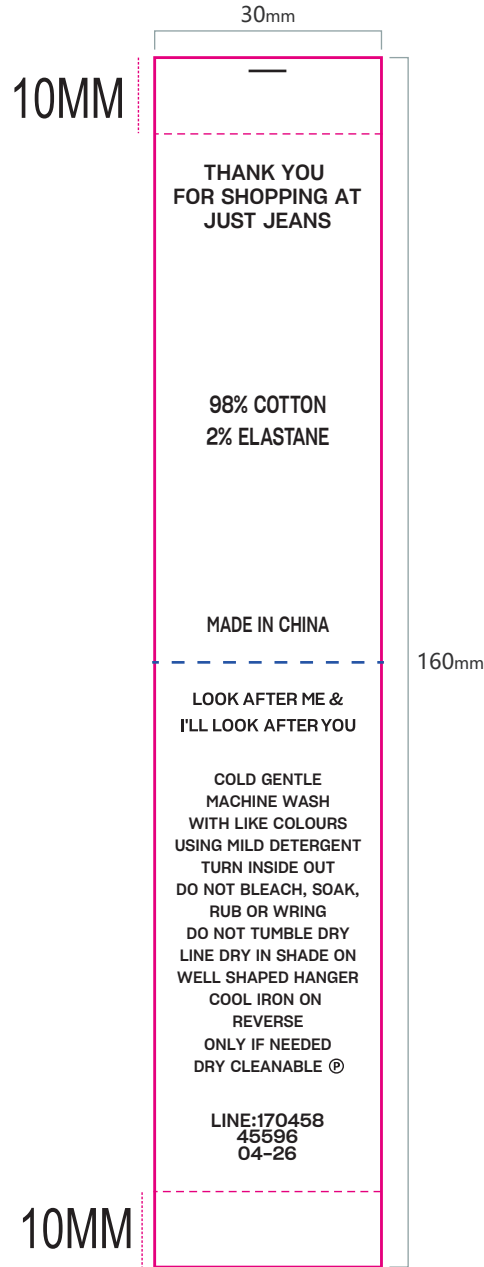 30mm
10MM
THANK YOU
FOR SHOPPING AT
JUST JEANS
98% COTTON
2% ELASTANE
MADE IN CHINA
160mm
LOOK AFTER ME &
I'LL LOOK AFTER YOU
COLD GENTLE
MACHINE WASH
WITH LIKE COLOURS
USING MILD DETERGENT
TURN INSIDE OUT
DO NOT BLEACH, SOAK,
RUB OR WRING
DO NOT TUMBLE DRY
LINE DRY IN SHADE ON
WELL SHAPED HANGER
COOL IRON ON
REVERSE
ONLY IF NEEDED
DRY CLEANABLE Ⓟ
LINE:170458
45596
04-26
10MM